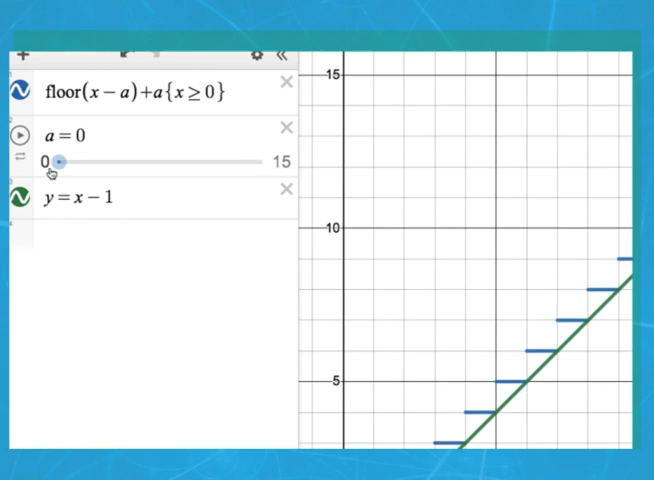 floor(x − a)+a{x ≥ 0}
a = 0
0 15
y = x − 1
15
10
5